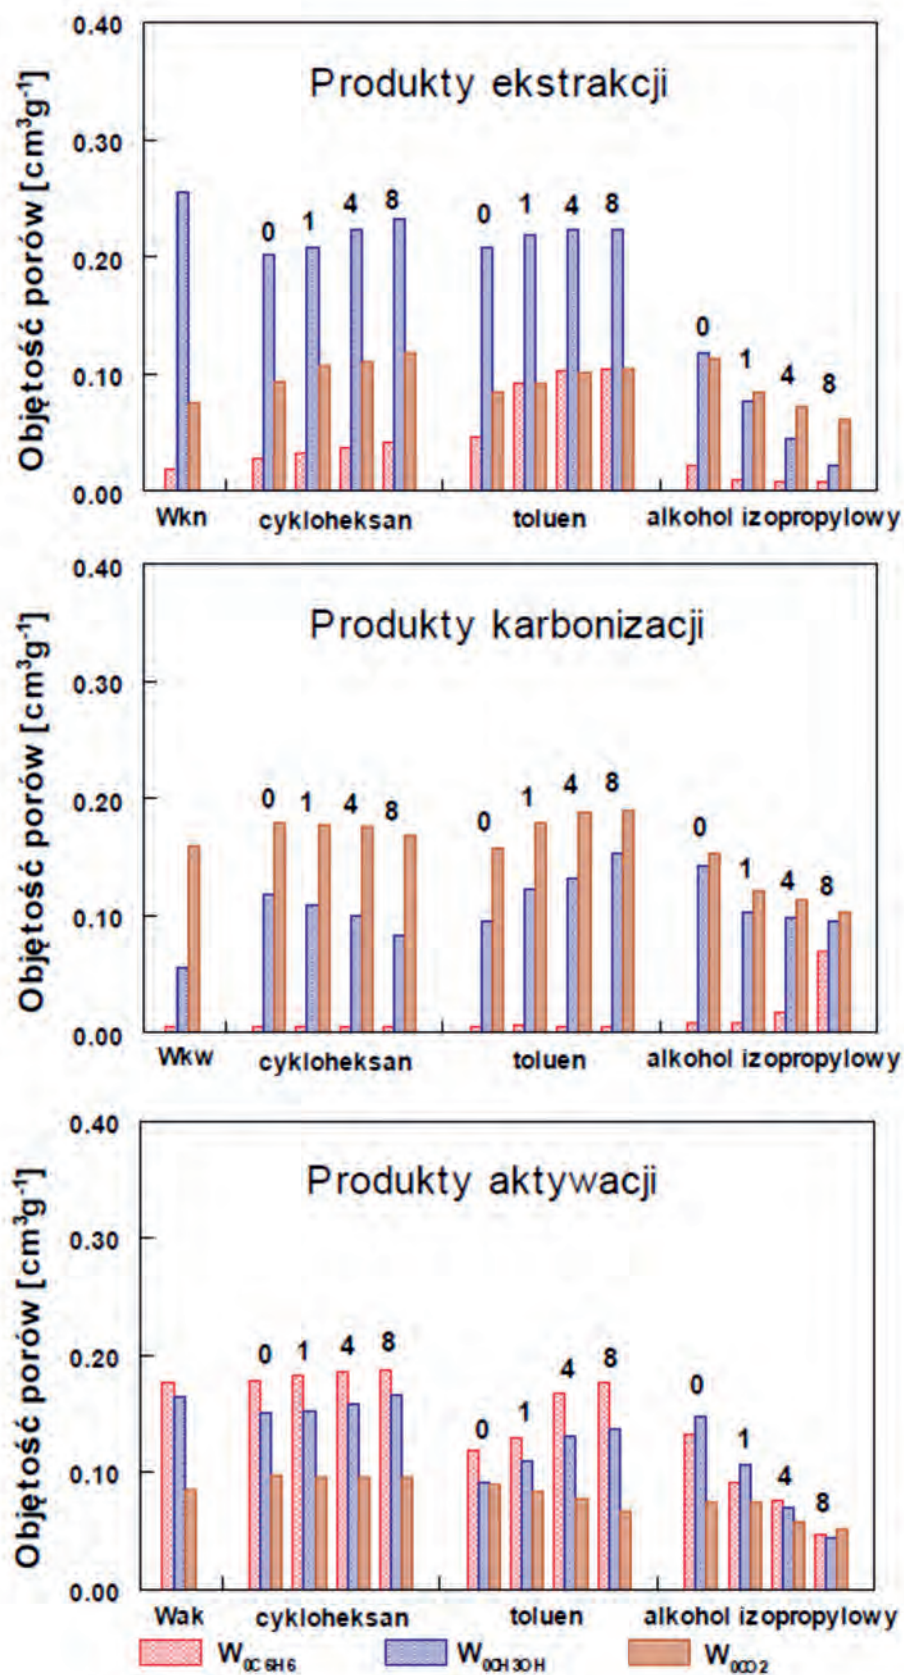 Produkty ekstrakcji
Objętość porów [cm³g⁻¹]
0.40
0.30
0.20
0.10
0.00
0 1 4 8
0 1 4 8
0 1 4 8
Wkn cykloheksan toluen alkohol izopropylowy
Produkty karbonizacji
Objętość porów [cm³g⁻¹]
0.40
0.30
0.20
0.10
0.00
0 1 4 8
0 1 4 8
0 1 4 8
Wkw cykloheksan toluen alkohol izopropylowy
Produkty aktywacji
Objętość porów [cm³g⁻¹]
0.40
0.30
0.20
0.10
0.00
0 1 4 8
0 1 4 8
0 1 4 8
Wak cykloheksan toluen alkohol izopropylowy
W0C6H6 W0CH3OH W0CO2